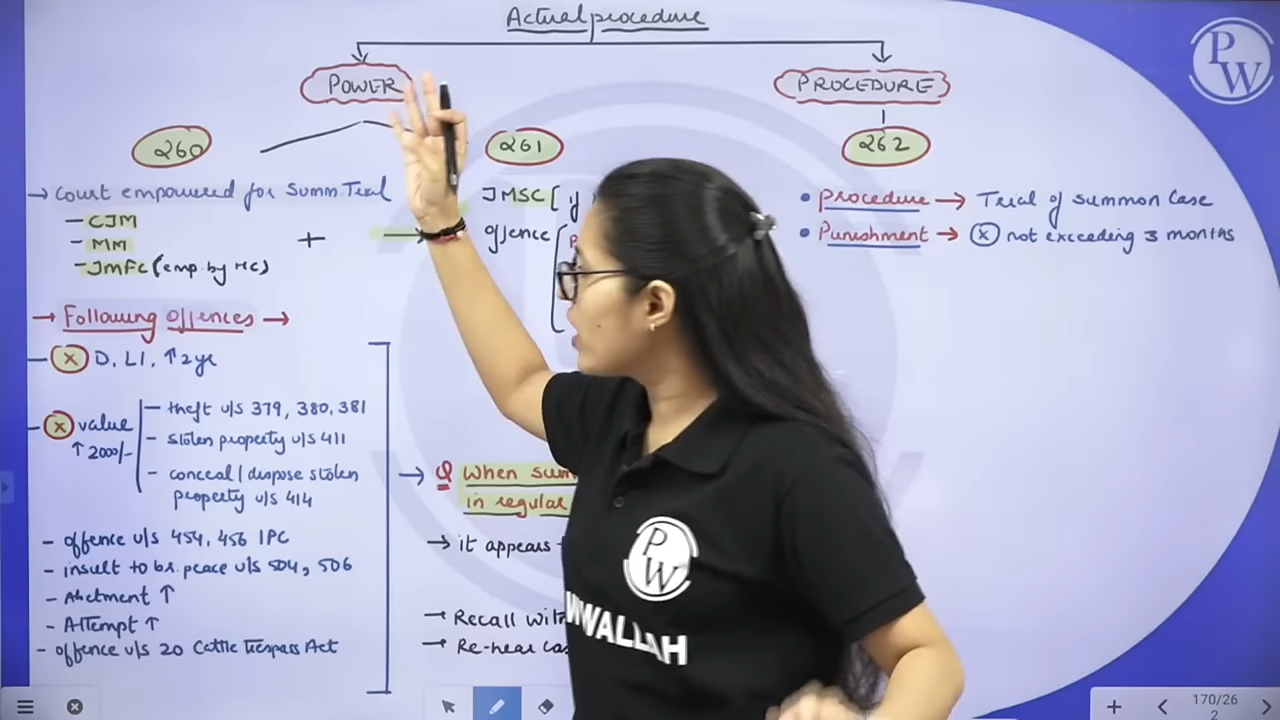 Actual procedure
POWER
PROCEDURE
PW
260
261
262
→ Court empowered for Summ Trial
- CJM
- MM
- JMFC (emp. by HC)
+
→ JMSC [ if
offence
• Procedure → Trial of summon Case
• Punishment → (x) not exceeding 3 months
→ Following offences →
- (x) D, LI, ↑ 2yr
- (x) value ↑ 2000/-
- theft u/s 379, 380, 381
- stolen property u/s 411
- conceal / dispose stolen
property u/s 414
- offence u/s 454, 456 IPC
- insult to br. peace u/s 504, 506
- Abetment ↑
- Attempt ↑
- offence u/s 20 Cattle Trespass Act
→ Q When
in regular
→ it appears
→ Recall
→ Re-hear
PW
WALLAH
170/26
2